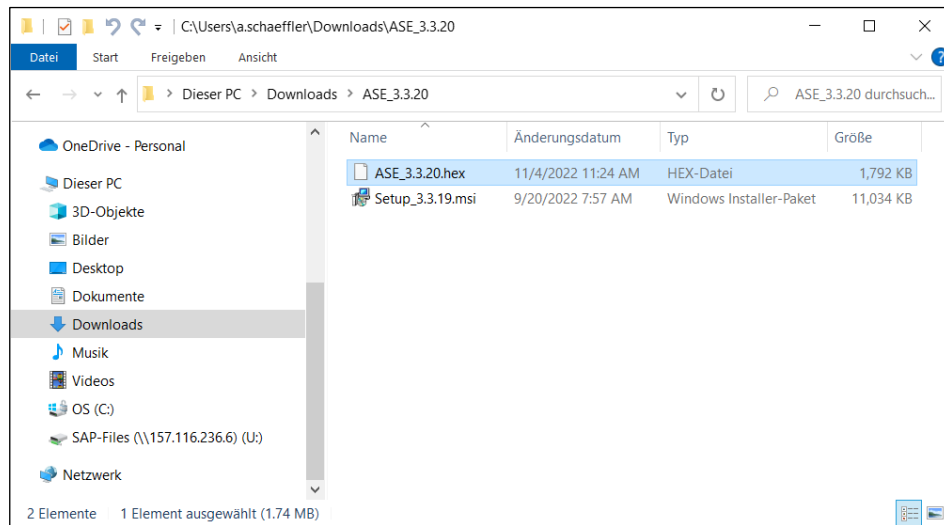 C:\Users\a.schaeffler\Downloads\ASE_3.3.20
Datei Start Freigeben Ansicht ?
Dieser PC > Downloads > ASE_3.3.20 ASE_3.3.20 durchsuch...
Name Änderungsdatum Typ Größe
OneDrive - Personal
ASE_3.3.20.hex 11/4/2022 11:24 AM HEX-Datei 1,792 KB
Dieser PC
Setup_3.3.19.msi 9/20/2022 7:57 AM Windows Installer-Paket 11,034 KB
3D-Objekte
Bilder
Desktop
Dokumente
Downloads
Musik
Videos
OS (C:)
SAP-Files (\\157.116.236.6) (U:)
Netzwerk
2 Elemente 1 Element ausgewählt (1.74 MB)